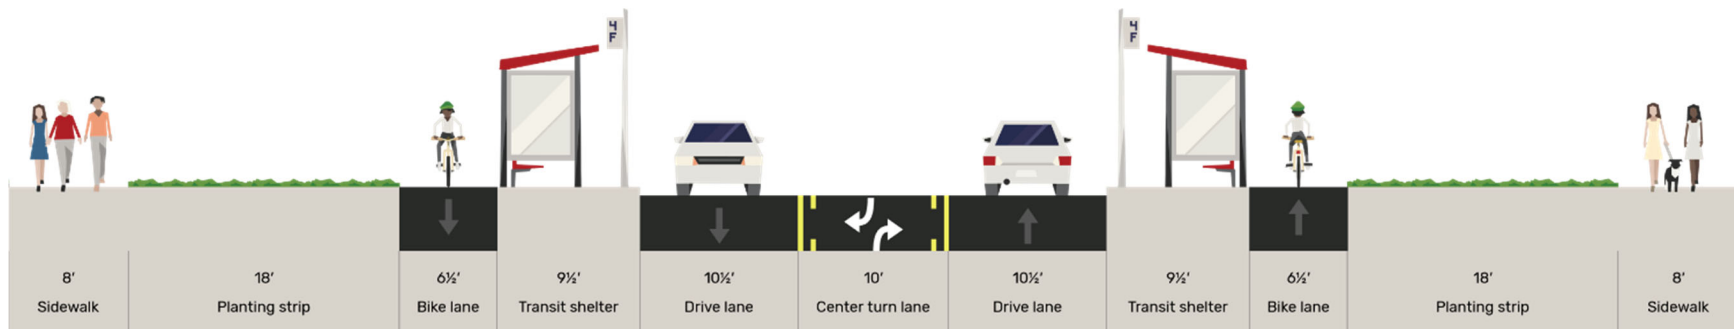 4
F
4
F
8′
18′
6½′
9½′
10½′
10′
10½′
9½′
6½′
18′
8′
Sidewalk
Planting strip
Bike lane
Transit shelter
Drive lane
Center turn lane
Drive lane
Transit shelter
Bike lane
Planting strip
Sidewalk